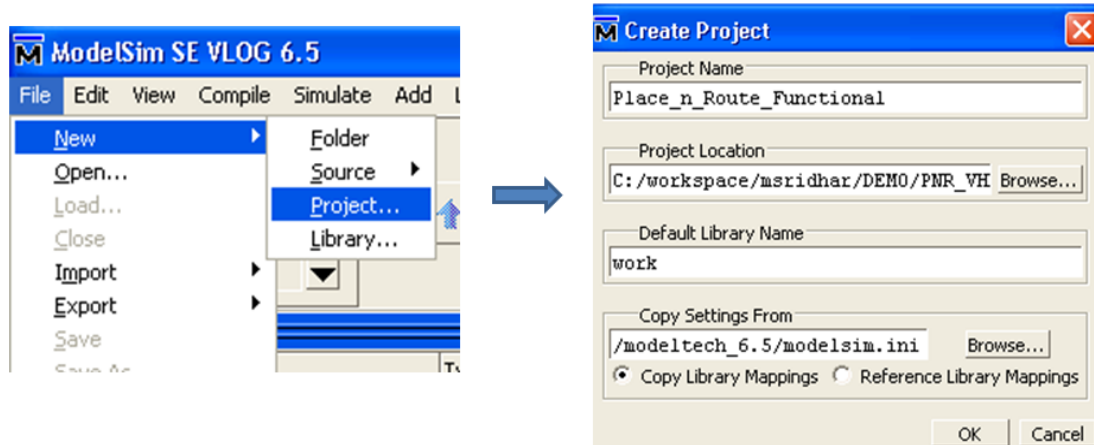 ModelSim SE VLOG 6.5
File Edit View Compile Simulate Add
New
Open...
Load...
Close
Import
Export
Save
Save As
Folder
Source
Project...
Library...
Create Project
Project Name
Place_n_Route_Functional
Project Location
C:/workspace/msridhar/DEMO/PNR_VH Browse...
Default Library Name
work
Copy Settings From
/modeltech_6.5/modelsim.ini Browse...
Copy Library Mappings Reference Library Mappings
OK Cancel